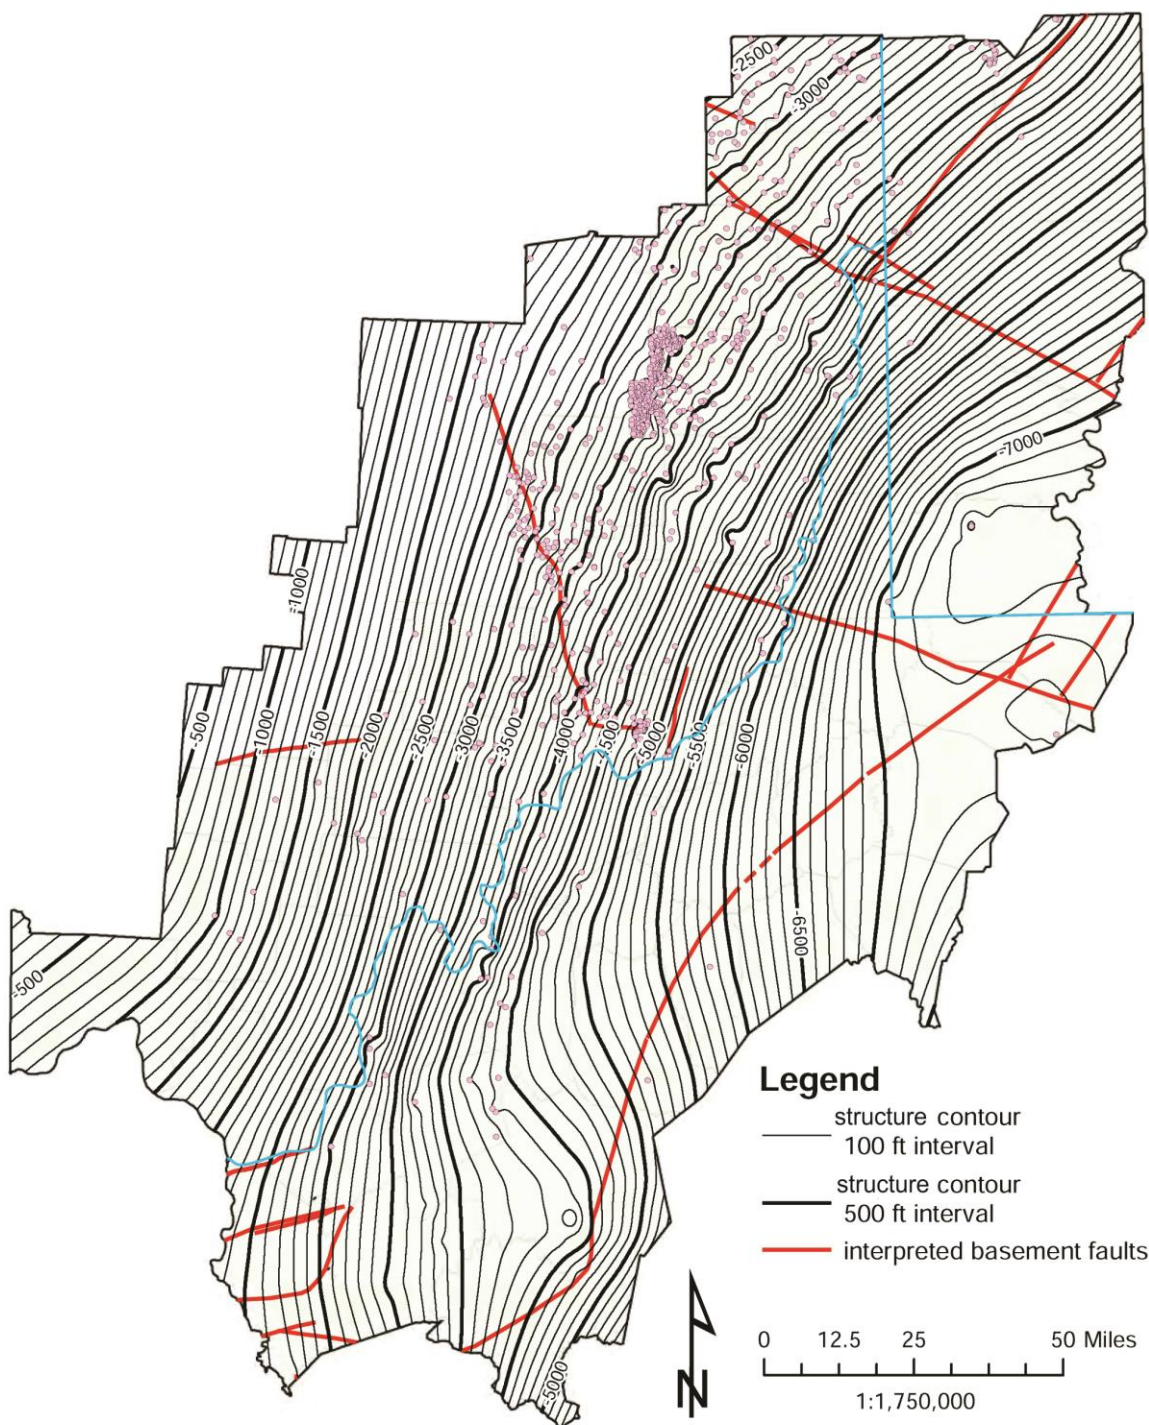 -2500
-3000
-7000
-1000
-500
-1000
-1500
-2000
-2500
-3000
-3500
-4000
-4500
-5000
-5500
-6000
-6500
-500
-5000
Legend
structure contour
100 ft interval
structure contour
500 ft interval
interpreted basement faults
N
0 12.5 25 50 Miles
1:1,750,000